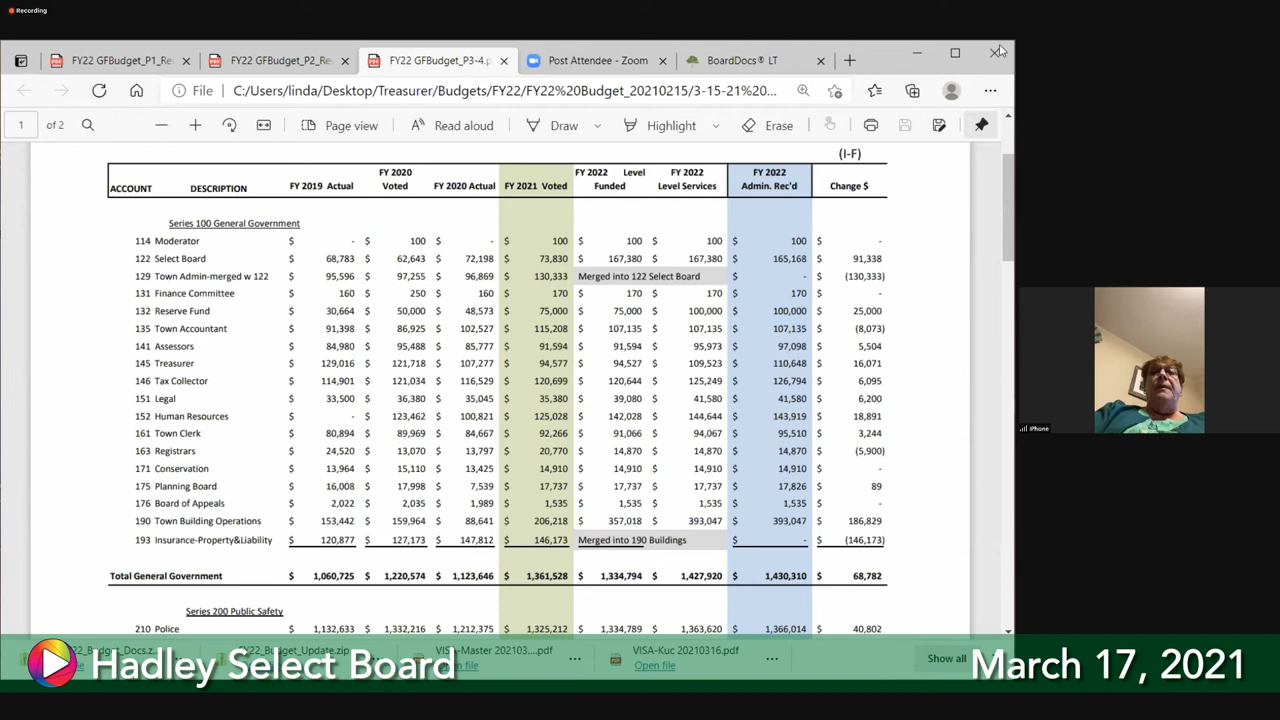 Recording
FY22 GFBudget_P1_Re
FY22 GFBudget_P2_Re
FY22 GFBudget_P3-4.p
Post Attendee - Zoom
BoardDocs® LT
File C:/Users/linda/Desktop/Treasurer/Budgets/FY22/FY22%20Budget_20210215/3-15-21%20...
1 of 2 Page view Read aloud Draw Highlight Erase
(I-F)
ACCOUNT DESCRIPTION FY 2019 Actual FY 2020 Voted FY 2020 Actual FY 2021 Voted FY 2022 Level Funded FY 2022 Level Services FY 2022 Admin. Rec'd Change $
Series 100 General Government
114 Moderator $ - $ 100 $ - $ 100 $ 100 $ 100 $ 100 $ -
122 Select Board $ 68,783 $ 62,643 $ 72,198 $ 73,830 $ 167,380 $ 167,380 $ 165,168 $ 91,338
129 Town Admin-merged w 122 $ 95,596 $ 97,255 $ 96,869 $ 130,333 Merged into 122 Select Board $ - $ (130,333)
131 Finance Committee $ 160 $ 250 $ 160 $ 170 $ 170 $ 170 $ 170 $ -
132 Reserve Fund $ 30,664 $ 50,000 $ 48,573 $ 75,000 $ 75,000 $ 100,000 $ 100,000 $ 25,000
135 Town Accountant $ 91,398 $ 86,925 $ 102,527 $ 115,208 $ 107,135 $ 107,135 $ 107,135 $ (8,073)
141 Assessors $ 84,980 $ 95,488 $ 85,777 $ 91,594 $ 91,594 $ 95,973 $ 97,098 $ 5,504
145 Treasurer $ 129,016 $ 121,718 $ 107,277 $ 94,577 $ 94,527 $ 109,523 $ 110,648 $ 16,071
146 Tax Collector $ 114,901 $ 121,034 $ 116,529 $ 120,699 $ 120,644 $ 125,249 $ 126,794 $ 6,095
151 Legal $ 33,500 $ 36,380 $ 35,045 $ 35,380 $ 39,080 $ 41,580 $ 41,580 $ 6,200
152 Human Resources $ - $ 123,462 $ 100,821 $ 125,028 $ 142,028 $ 144,644 $ 143,919 $ 18,891
161 Town Clerk $ 80,894 $ 89,969 $ 84,667 $ 92,266 $ 91,066 $ 94,067 $ 95,510 $ 3,244
163 Registrars $ 24,520 $ 13,070 $ 13,797 $ 20,770 $ 14,870 $ 14,870 $ 14,870 $ (5,900)
171 Conservation $ 13,964 $ 15,110 $ 13,425 $ 14,910 $ 14,910 $ 14,910 $ 14,910 $ -
175 Planning Board $ 16,008 $ 17,998 $ 7,539 $ 17,737 $ 17,737 $ 17,737 $ 17,826 $ 89
176 Board of Appeals $ 2,022 $ 2,035 $ 1,989 $ 1,535 $ 1,535 $ 1,535 $ 1,535 $ -
190 Town Building Operations $ 153,442 $ 159,964 $ 88,641 $ 206,218 $ 357,018 $ 393,047 $ 393,047 $ 186,829
193 Insurance-Property&Liability $ 120,877 $ 127,173 $ 147,812 $ 146,173 Merged into 190 Buildings $ - $ (146,173)
Total General Government $ 1,060,725 $ 1,220,574 $ 1,123,646 $ 1,361,528 $ 1,334,794 $ 1,427,920 $ 1,430,310 $ 68,782
Series 200 Public Safety
210 Police $ 1,132,633 $ 1,332,216 $ 1,212,375 $ 1,325,212 $ 1,334,789 $ 1,363,620 $ 1,366,014 $ 40,802
iPhone
_Budget_Update.zip VISA-Master 202103....pdf VISA-Kuc 20210316.pdf
Open file Show all
Hadley Select Board March 17, 2021